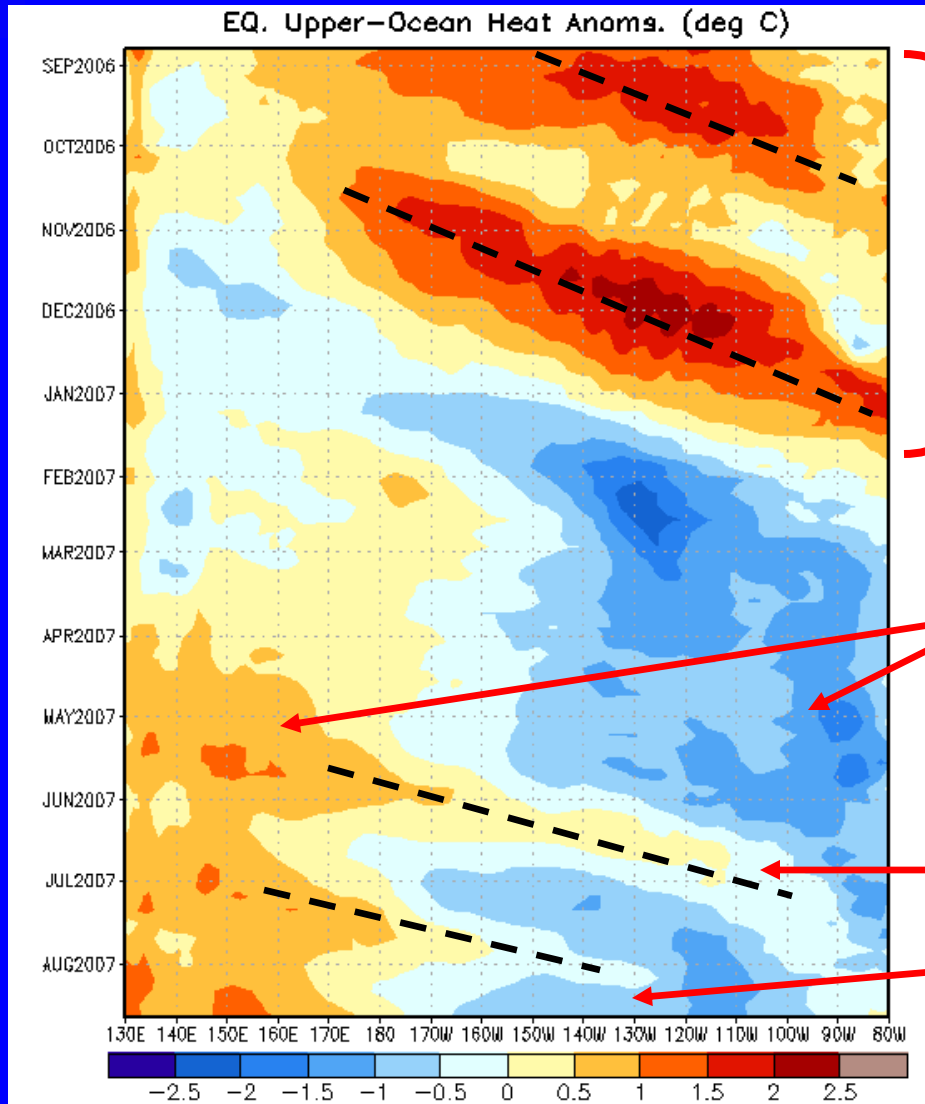 EQ. Upper-Ocean Heat Anoms. (deg C)
SEP2006
OCT2006
NOV2006
DEC2006
JAN2007
FEB2007
MAR2007
APR2007
MAY2007
JUN2007
JUL2007
AUG2007
130E 140E 150E 160E 170E 180 170W 160W 150W 140W 130W 120W 110W 100W 90W 80W
-2.5 -2 -1.5 -1 -0.5 0 0.5 1 1.5 2 2.5